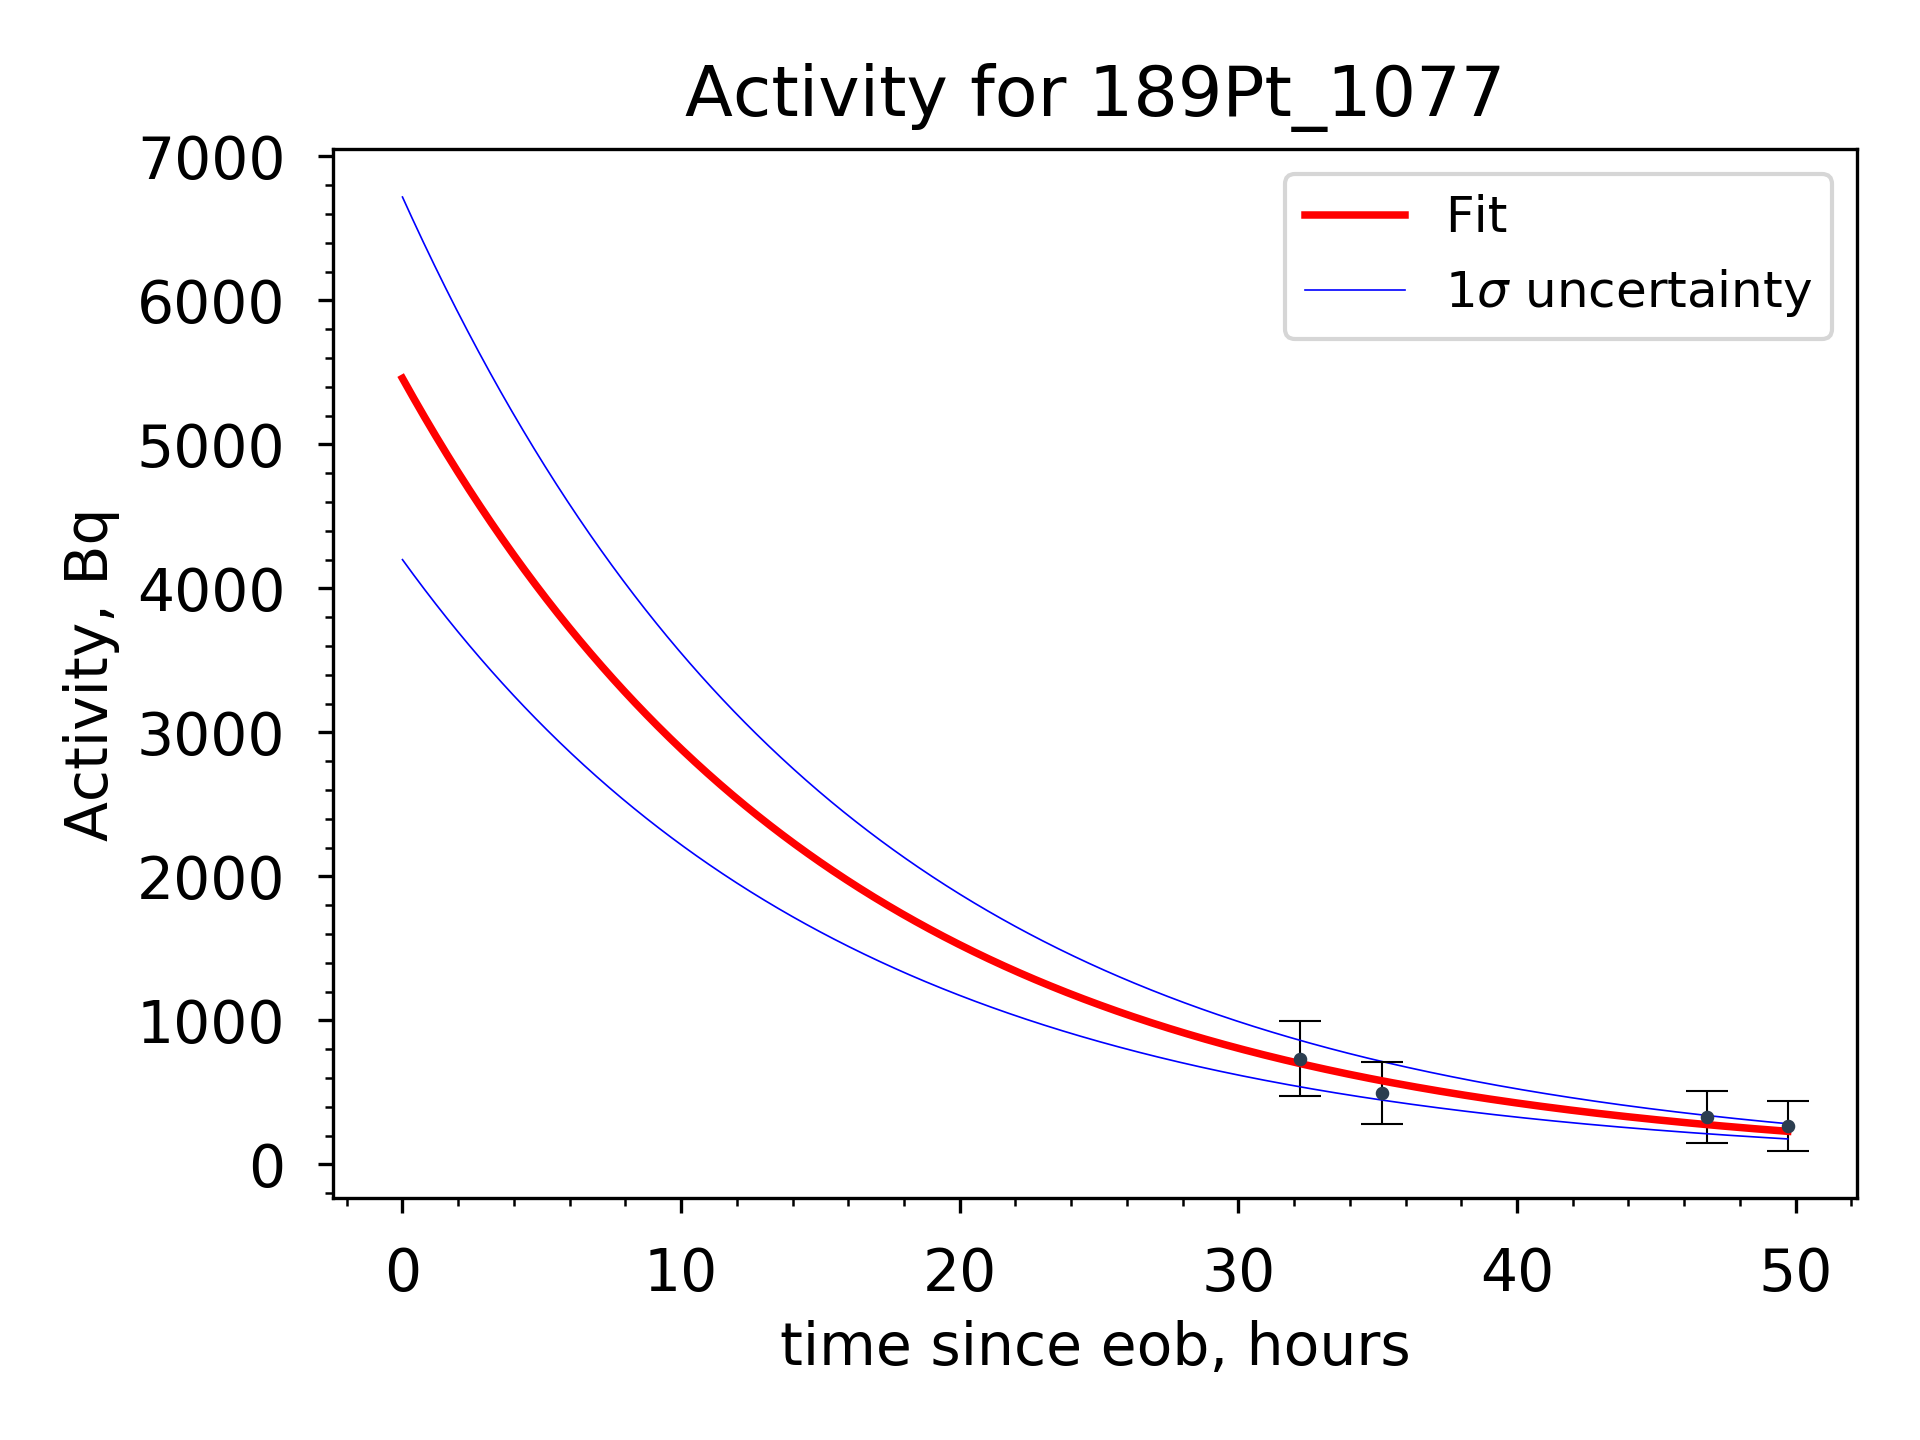 Activity for 189Pt_1077
Fit
1σ uncertainty
Activity, Bq
7000
6000
5000
4000
3000
2000
1000
0
0 10 20 30 40 50
time since eob, hours